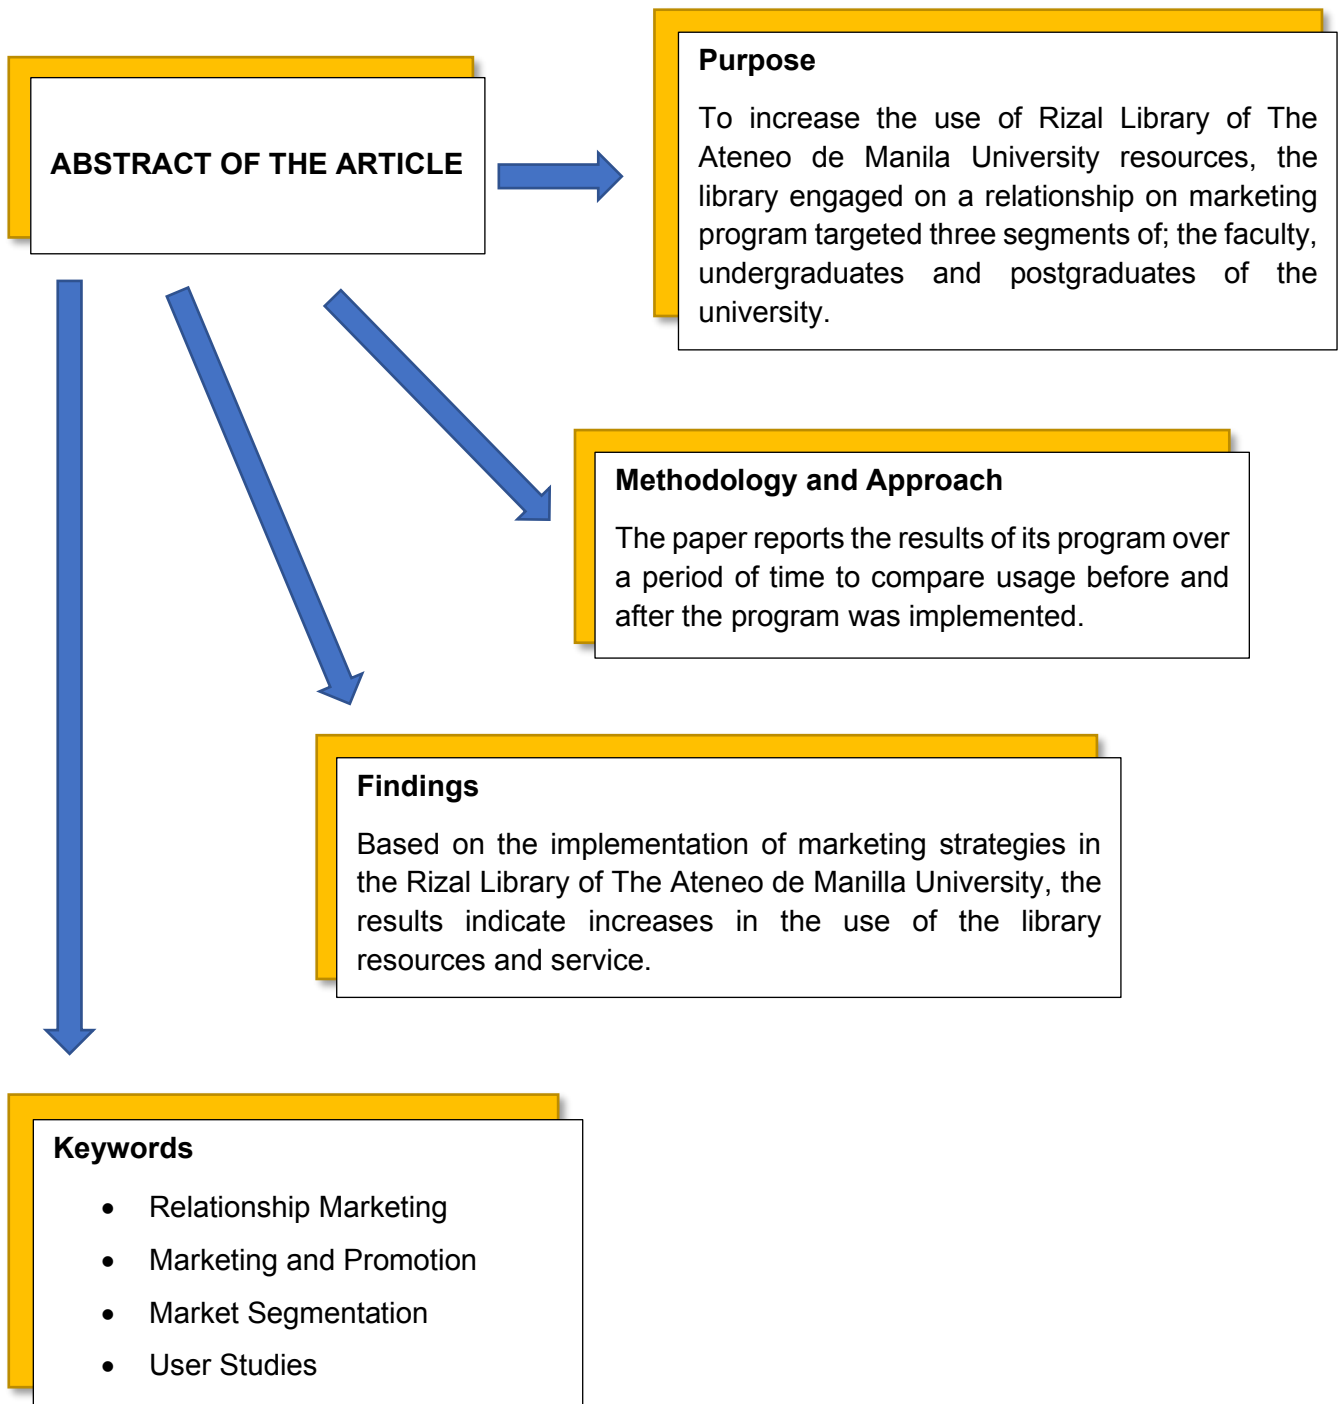 ABSTRACT OF THE ARTICLE
Purpose
To increase the use of Rizal Library of The
Ateneo de Manila University resources, the
library engaged on a relationship on marketing
program targeted three segments of; the faculty,
undergraduates and postgraduates of the
university.
Methodology and Approach
The paper reports the results of its program over
a period of time to compare usage before and
after the program was implemented.
Findings
Based on the implementation of marketing strategies in
the Rizal Library of The Ateneo de Manilla University, the
results indicate increases in the use of the library
resources and service.
Keywords
• Relationship Marketing
• Marketing and Promotion
• Market Segmentation
• User Studies